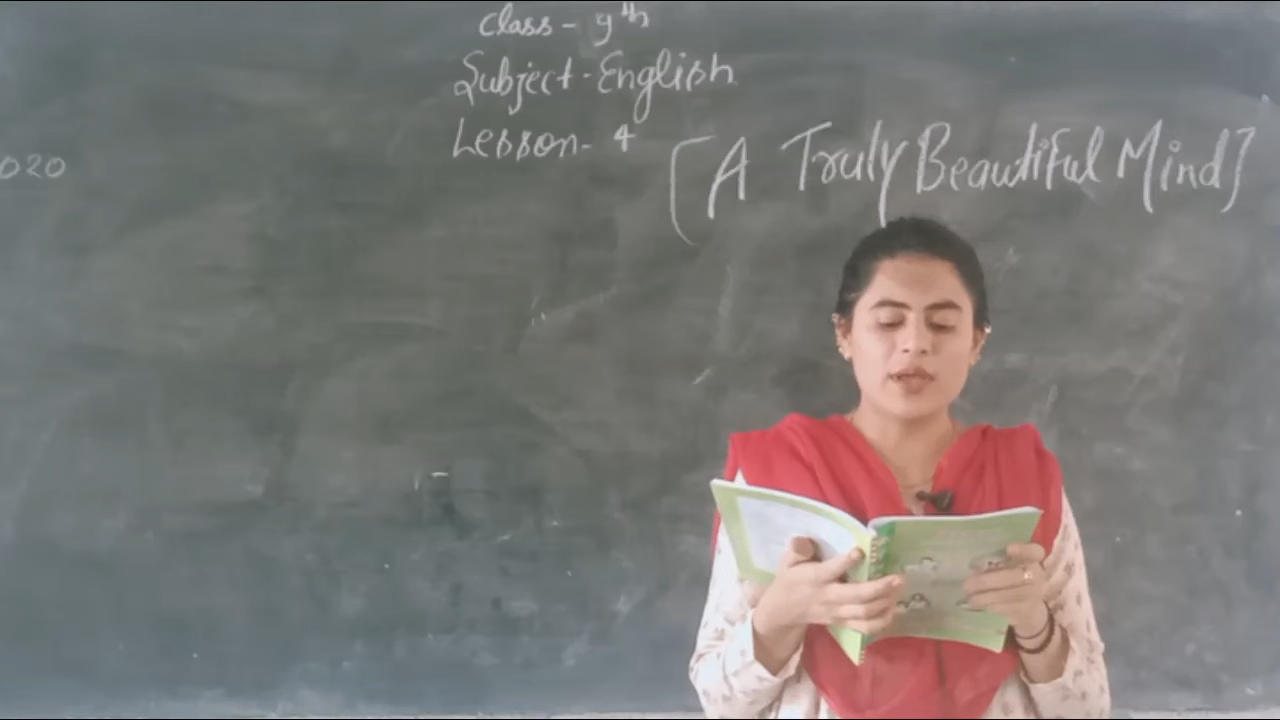 Class - 9th
Subject - English
Lesson - 4
[A Truly Beautiful Mind]
020